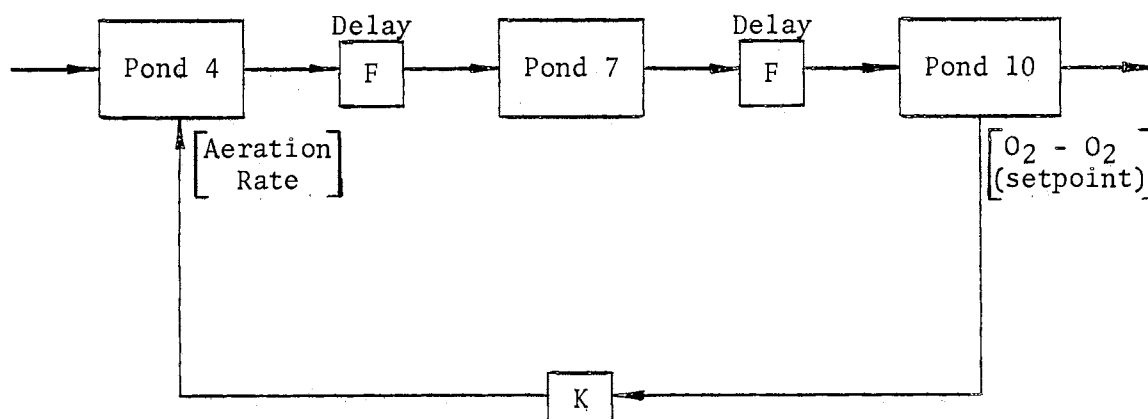 Delay
Delay
Pond 4
F
Pond 7
F
Pond 10
[Aeration
Rate]
[O₂ - O₂
(setpoint)]
K